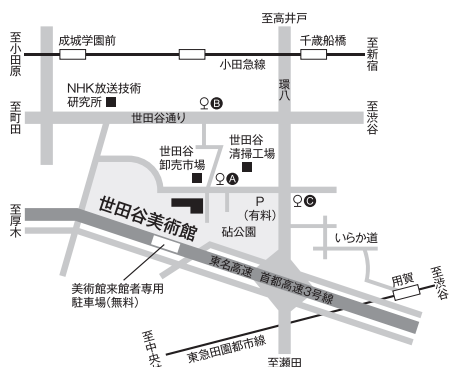 至高井戸
至小田原
成城学園前
千歳船橋
至新宿
小田急線
環八
NHK放送技術
研究所
B
至町田
世田谷通り
至渋谷
世田谷
卸売市場
世田谷
清掃工場
A
P
(有料)
C
世田谷美術館
砧公園
至厚木
いらか道
東名高速 首都高速3号線
用賀
至渋谷
美術館来館者専用
駐車場(無料)
至中央
東急田園都市線
至瀬田